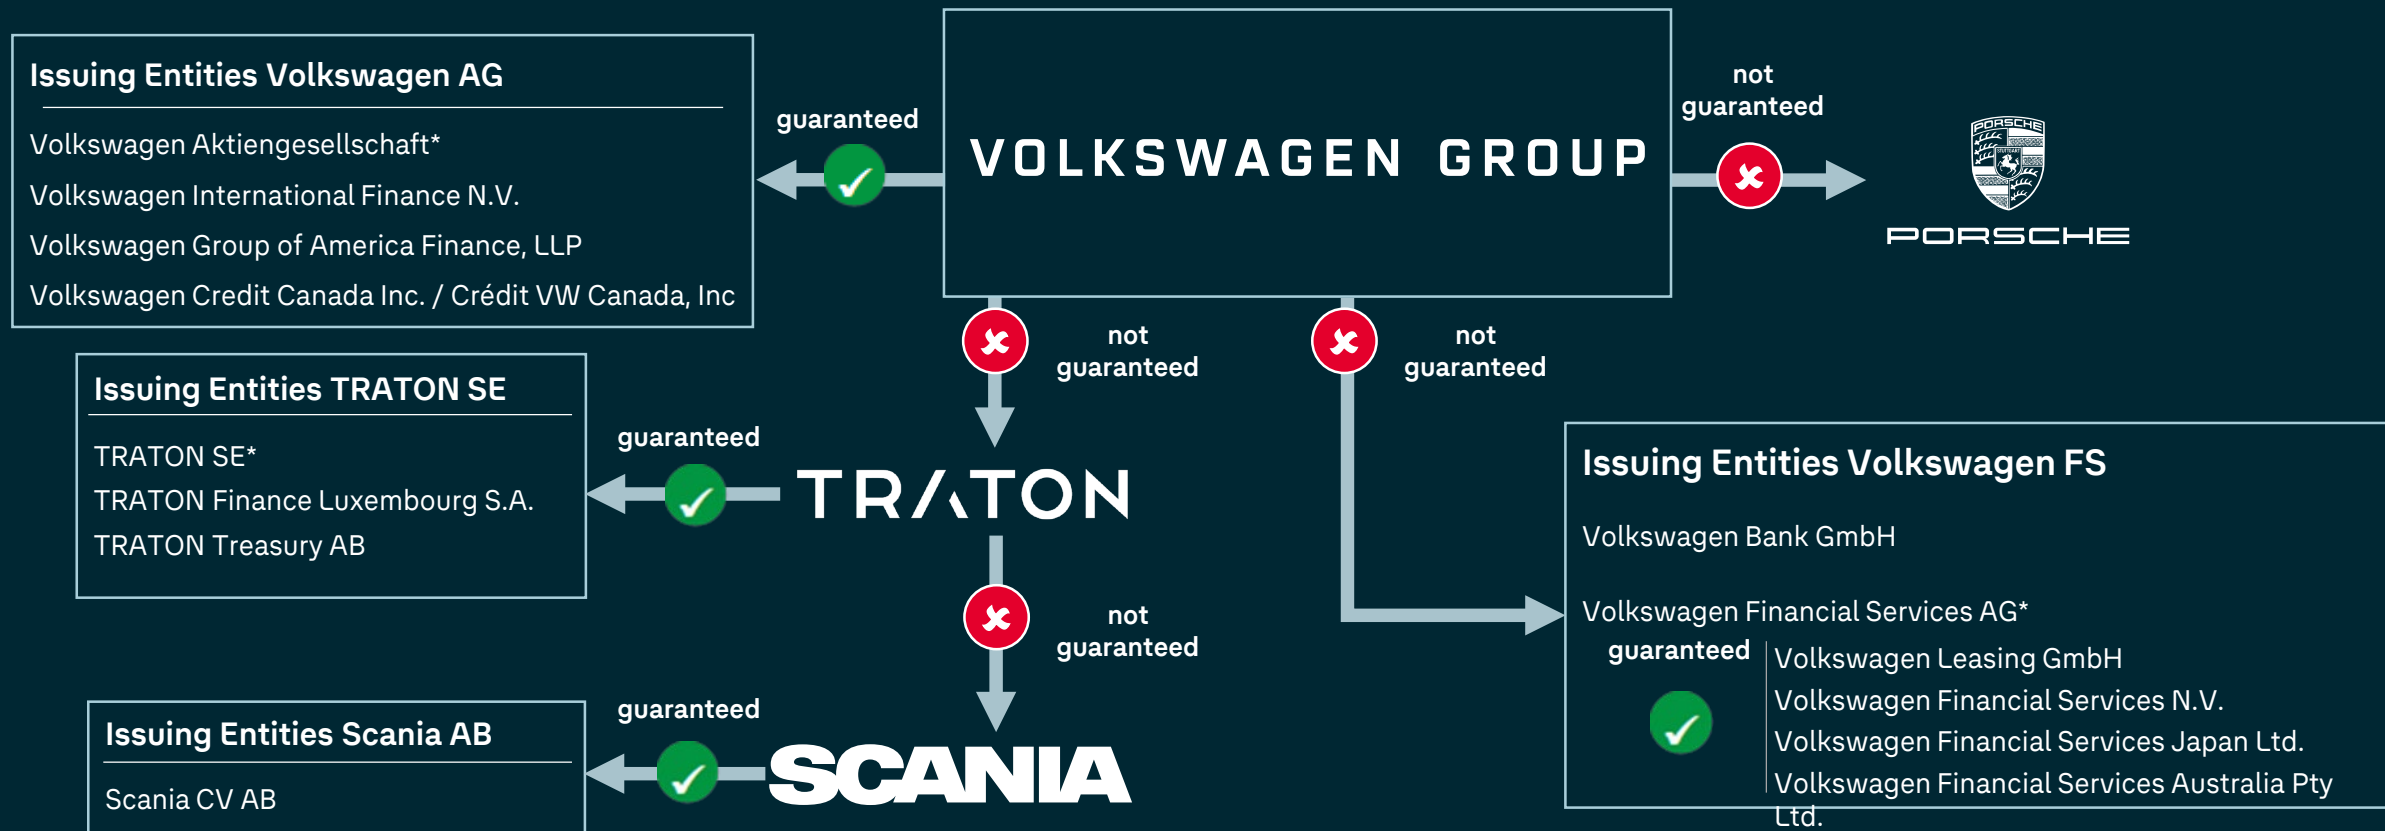 Issuing Entities Volkswagen AG
Volkswagen Aktiengesellschaft*
Volkswagen International Finance N.V.
Volkswagen Group of America Finance, LLP
Volkswagen Credit Canada Inc. / Crédit VW Canada, Inc
guaranteed
VOLKSWAGEN GROUP
not
guaranteed
PORSCHE
STUTTGART
PORSCHE
not
guaranteed
not
guaranteed
Issuing Entities TRATON SE
TRATON SE*
TRATON Finance Luxembourg S.A.
TRATON Treasury AB
guaranteed
TRATON
not
guaranteed
Issuing Entities Scania AB
Scania CV AB
guaranteed
SCANIA
Issuing Entities Volkswagen FS
Volkswagen Bank GmbH
Volkswagen Financial Services AG*
guaranteed
Volkswagen Leasing GmbH
Volkswagen Financial Services N.V.
Volkswagen Financial Services Japan Ltd.
Volkswagen Financial Services Australia Pty
Ltd.